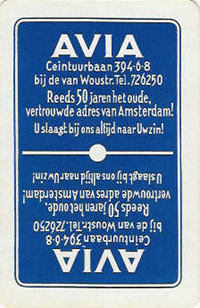 AVIA
Ceintuurbaan 394-6-8
bij de van Woustr. Tel. 726250
Reeds 50 jaren het oude,
vertrouwde adres van Amsterdam!
U slaagt bij ons altijd naar Uw zin!
U slaagt bij ons altijd naar Uw zin!
vertrouwde adres van Amsterdam!
Reeds 50 jaren het oude,
bij de van Woustr. Tel. 726250
Ceintuurbaan 394-6-8
AVIA